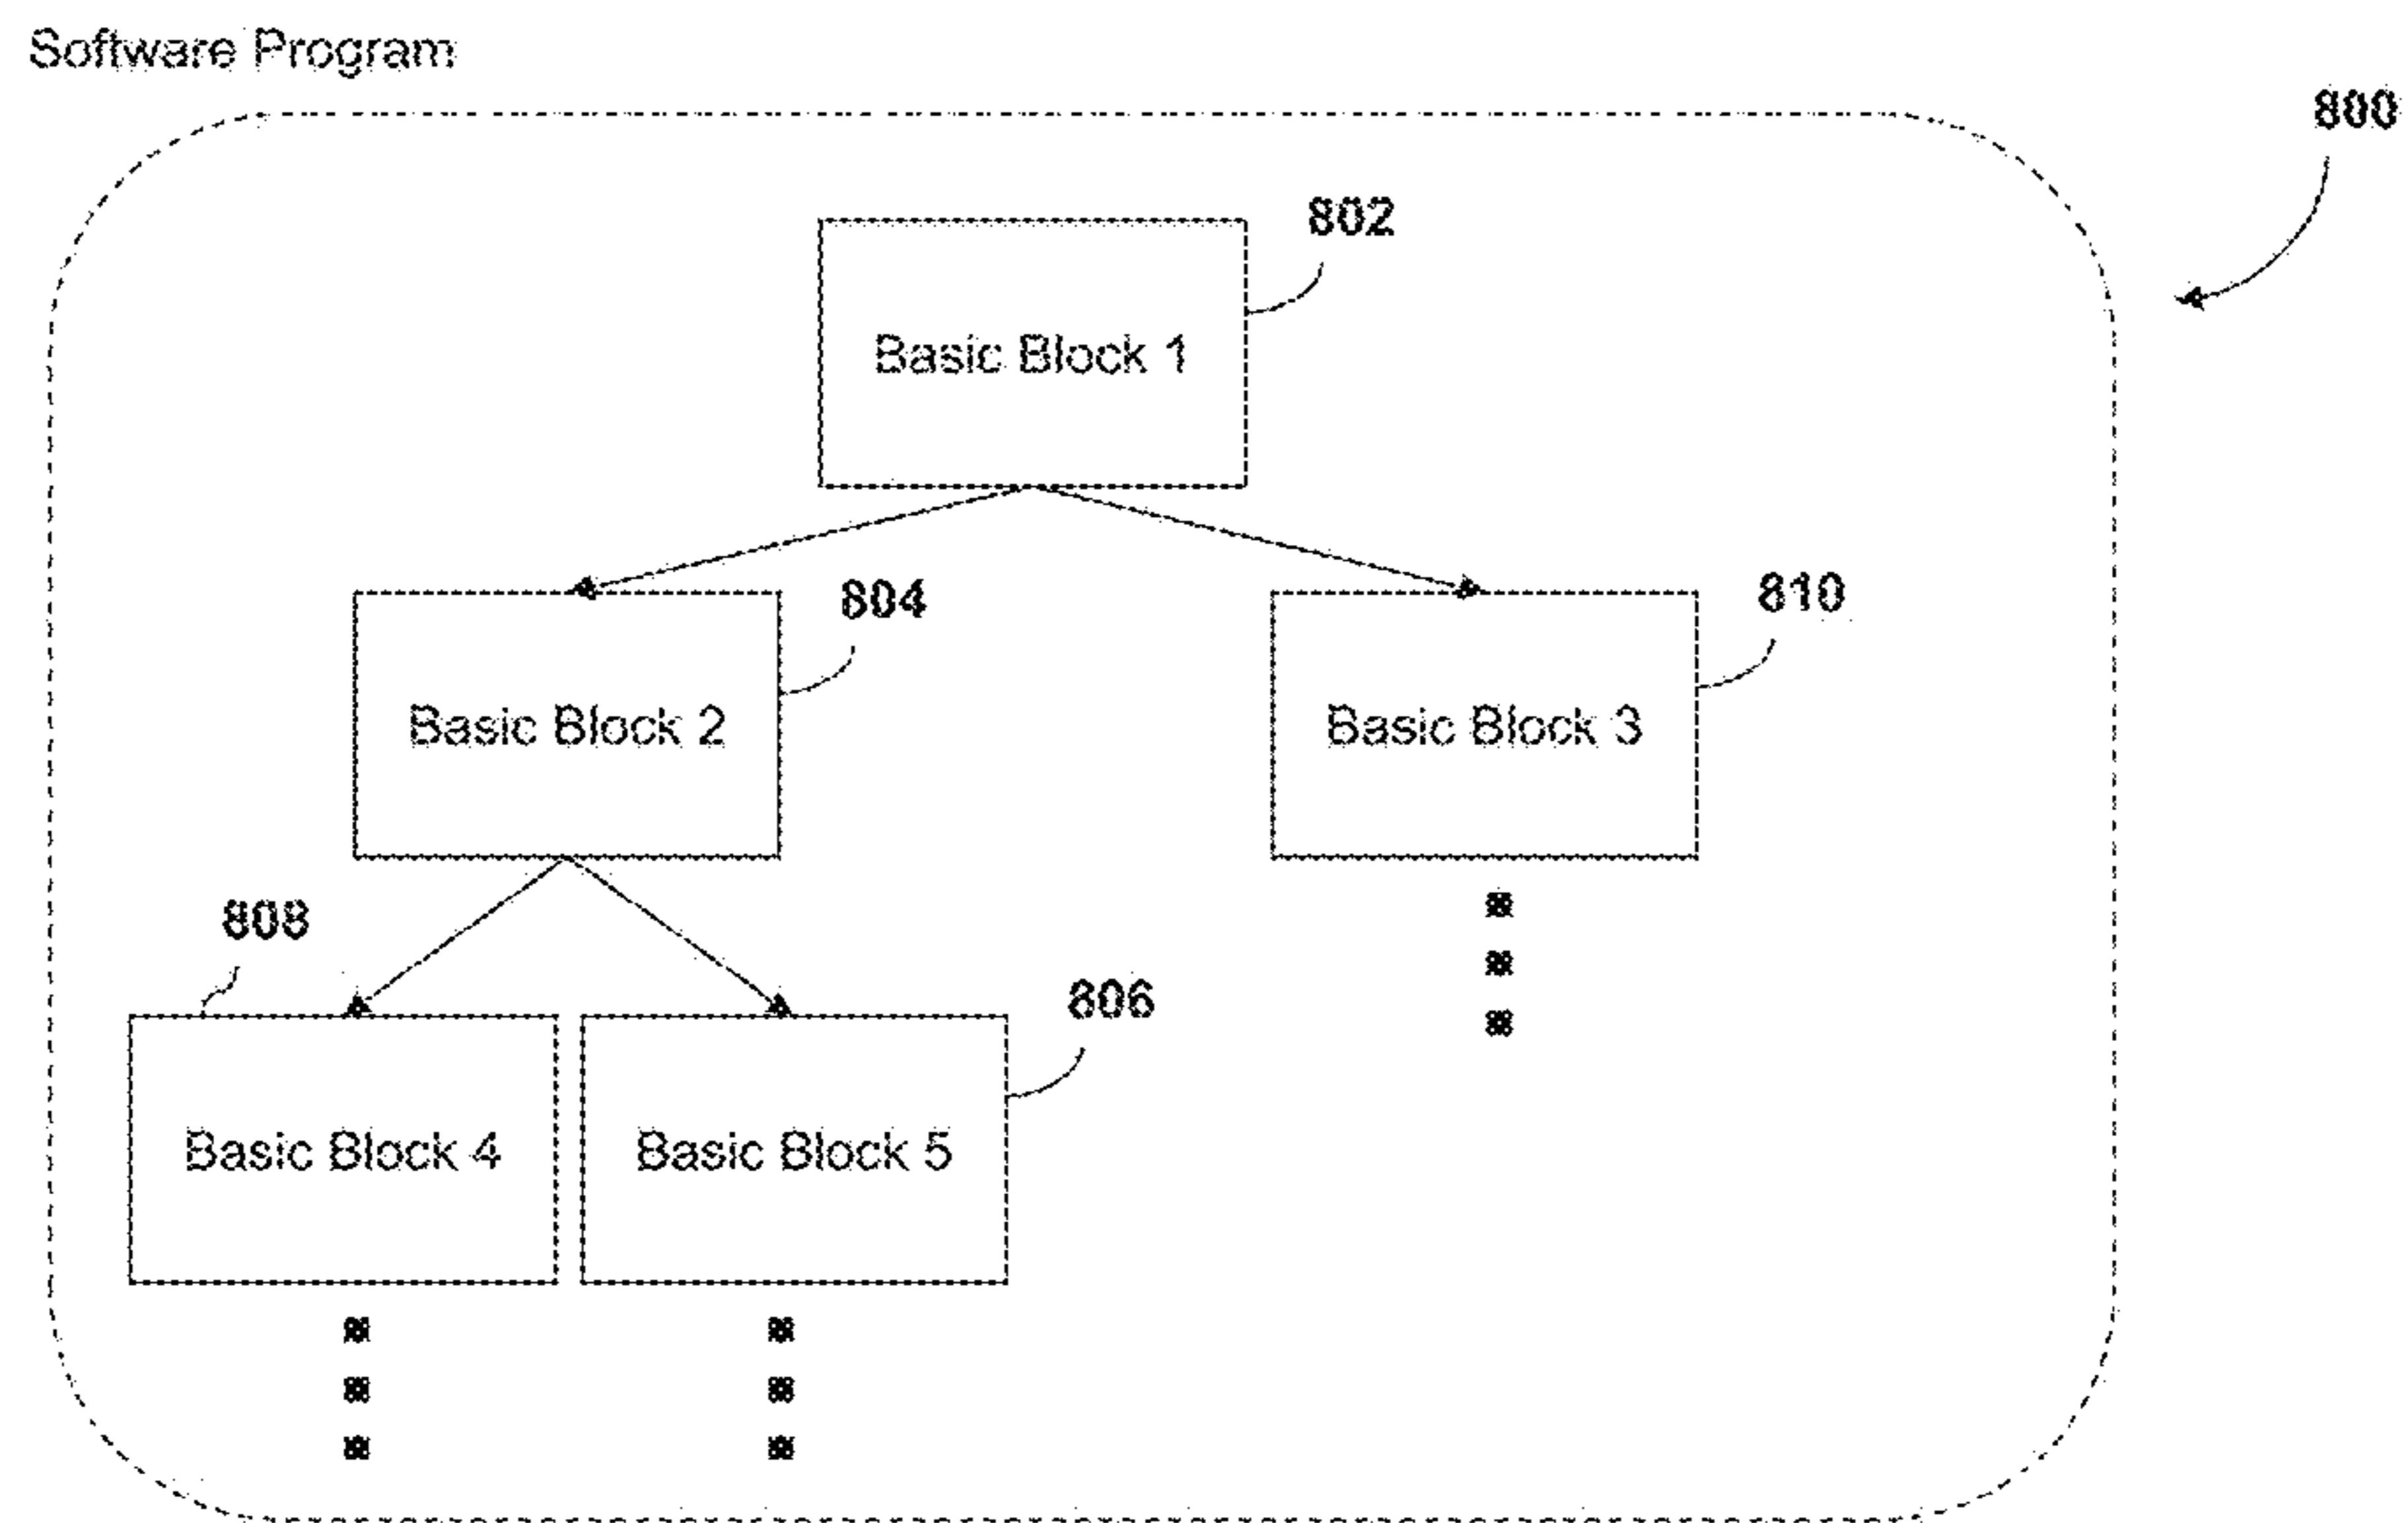 Software Program
800
802
Basic Block 1
804
810
Basic Block 2
Basic Block 3
808
806
Basic Block 4
Basic Block 5